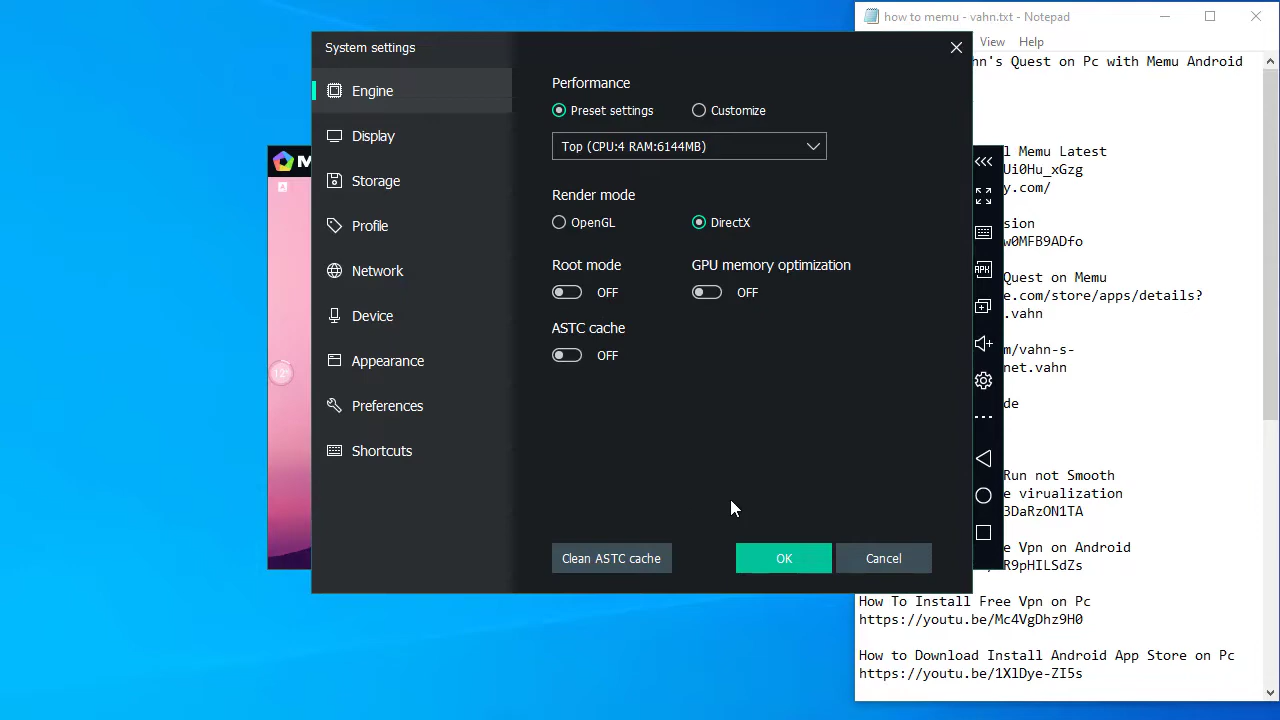 how to memu - vahn.txt - Notepad
View Help
System settings
Engine
Display
Storage
Profile
Network
Device
Appearance
Preferences
Shortcuts
Performance
Preset settings
Customize
Top (CPU:4 RAM:6144MB)
Render mode
OpenGL
DirectX
Root mode
GPU memory optimization
OFF
OFF
ASTC cache
OFF
Clean ASTC cache
OK
Cancel
M
A
12°
APK
n's Quest on Pc with Memu Android
l Memu Latest
Ui0Hu_xGzg
y.com/
sion
w0MFB9ADfo
Quest on Memu
e.com/store/apps/details?
.vahn
m/vahn-s-
net.vahn
de
Run not Smooth
e virualization
3DaRzON1TA
e Vpn on Android
R9pHILSdZs
How To Install Free Vpn on Pc
https://youtu.be/Mc4VgDhz9H0
How to Download Install Android App Store on Pc
https://youtu.be/1XlDye-ZI5s